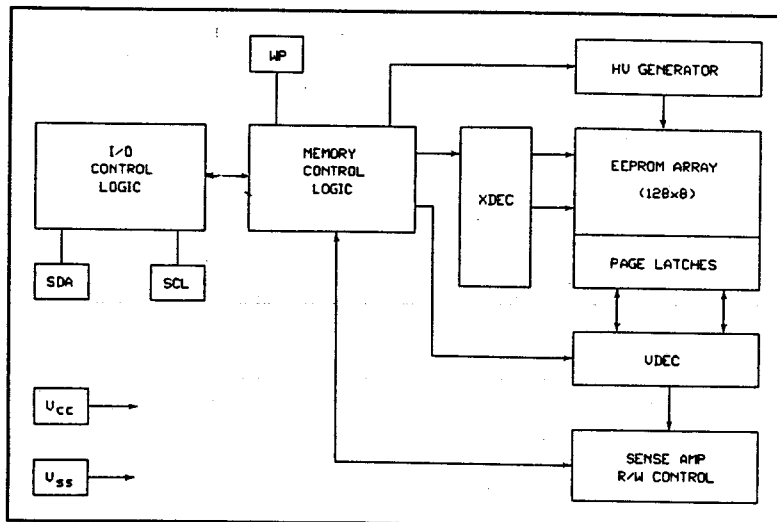 WP
HV GENERATOR
I/O
CONTROL
LOGIC
MEMORY
CONTROL
LOGIC
XDEC
EEPROM ARRAY
(128x8)
PAGE LATCHES
SDA
SCL
VDEC
Vcc
SENSE AMP
R/W CONTROL
Vss